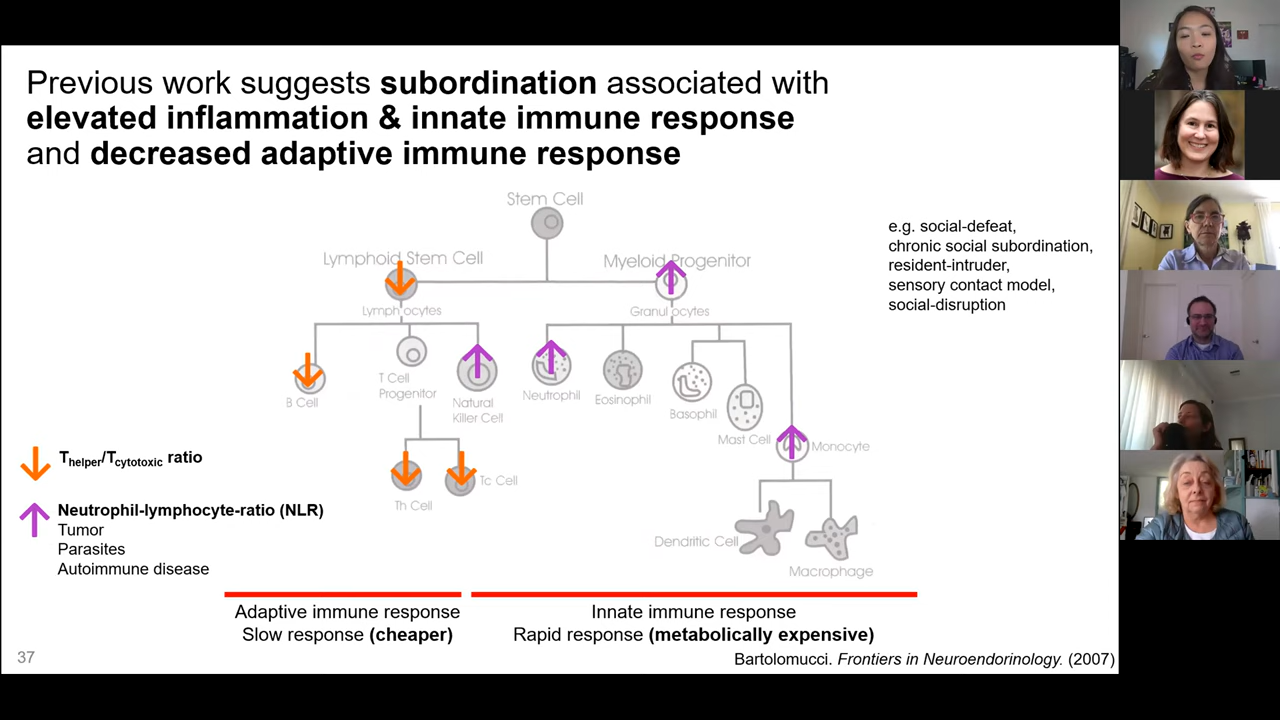 Previous work suggests subordination associated with
elevated inflammation & innate immune response
and decreased adaptive immune response
Stem Cell
Lymphoid Stem Cell
Myeloid Progenitor
Lymphocytes
Granulocytes
B Cell
T Cell
Progenitor
Natural
Killer Cell
Neutrophil
Eosinophil
Basophil
Mast Cell
Monocyte
Th Cell
Tc Cell
Dendritic Cell
Macrophage
e.g. social-defeat,
chronic social subordination,
resident-intruder,
sensory contact model,
social-disruption
Thelper/Tcytotoxic ratio
Neutrophil-lymphocyte-ratio (NLR)
Tumor
Parasites
Autoimmune disease
Adaptive immune response
Slow response (cheaper)
Innate immune response
Rapid response (metabolically expensive)
37
Bartolomucci. Frontiers in Neuroendorinology. (2007)